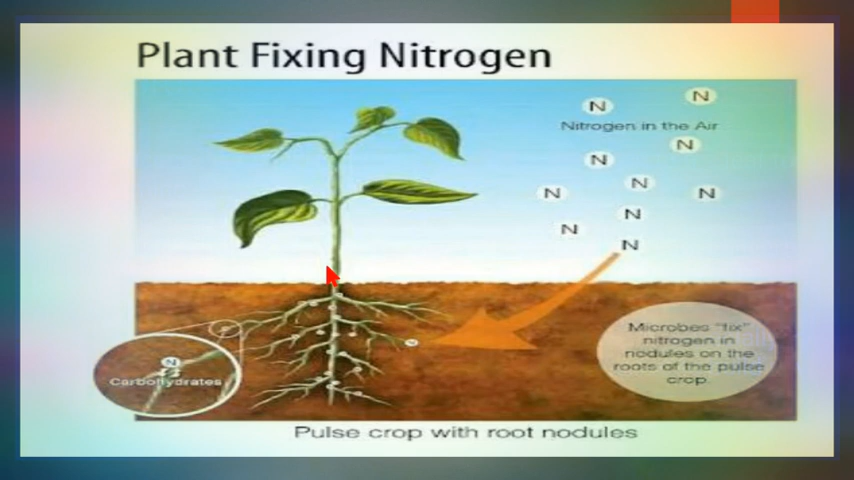 Plant Fixing Nitrogen
N
N
Nitrogen in the Air
N
N
N
N
N
N
N
N
Microbes "fix"
nitrogen in
nodules on the
roots of the pulse
crop.
N
Carbohydrates
Pulse crop with root nodules